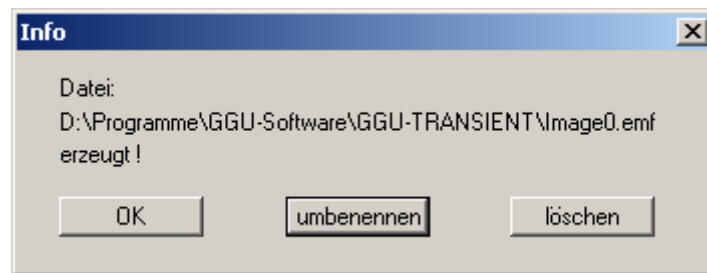 Info
Datei:
D:\Programme\GGU-Software\GGU-TRANSIENT\Image0.emf
erzeugt !
OK umbenennen löschen